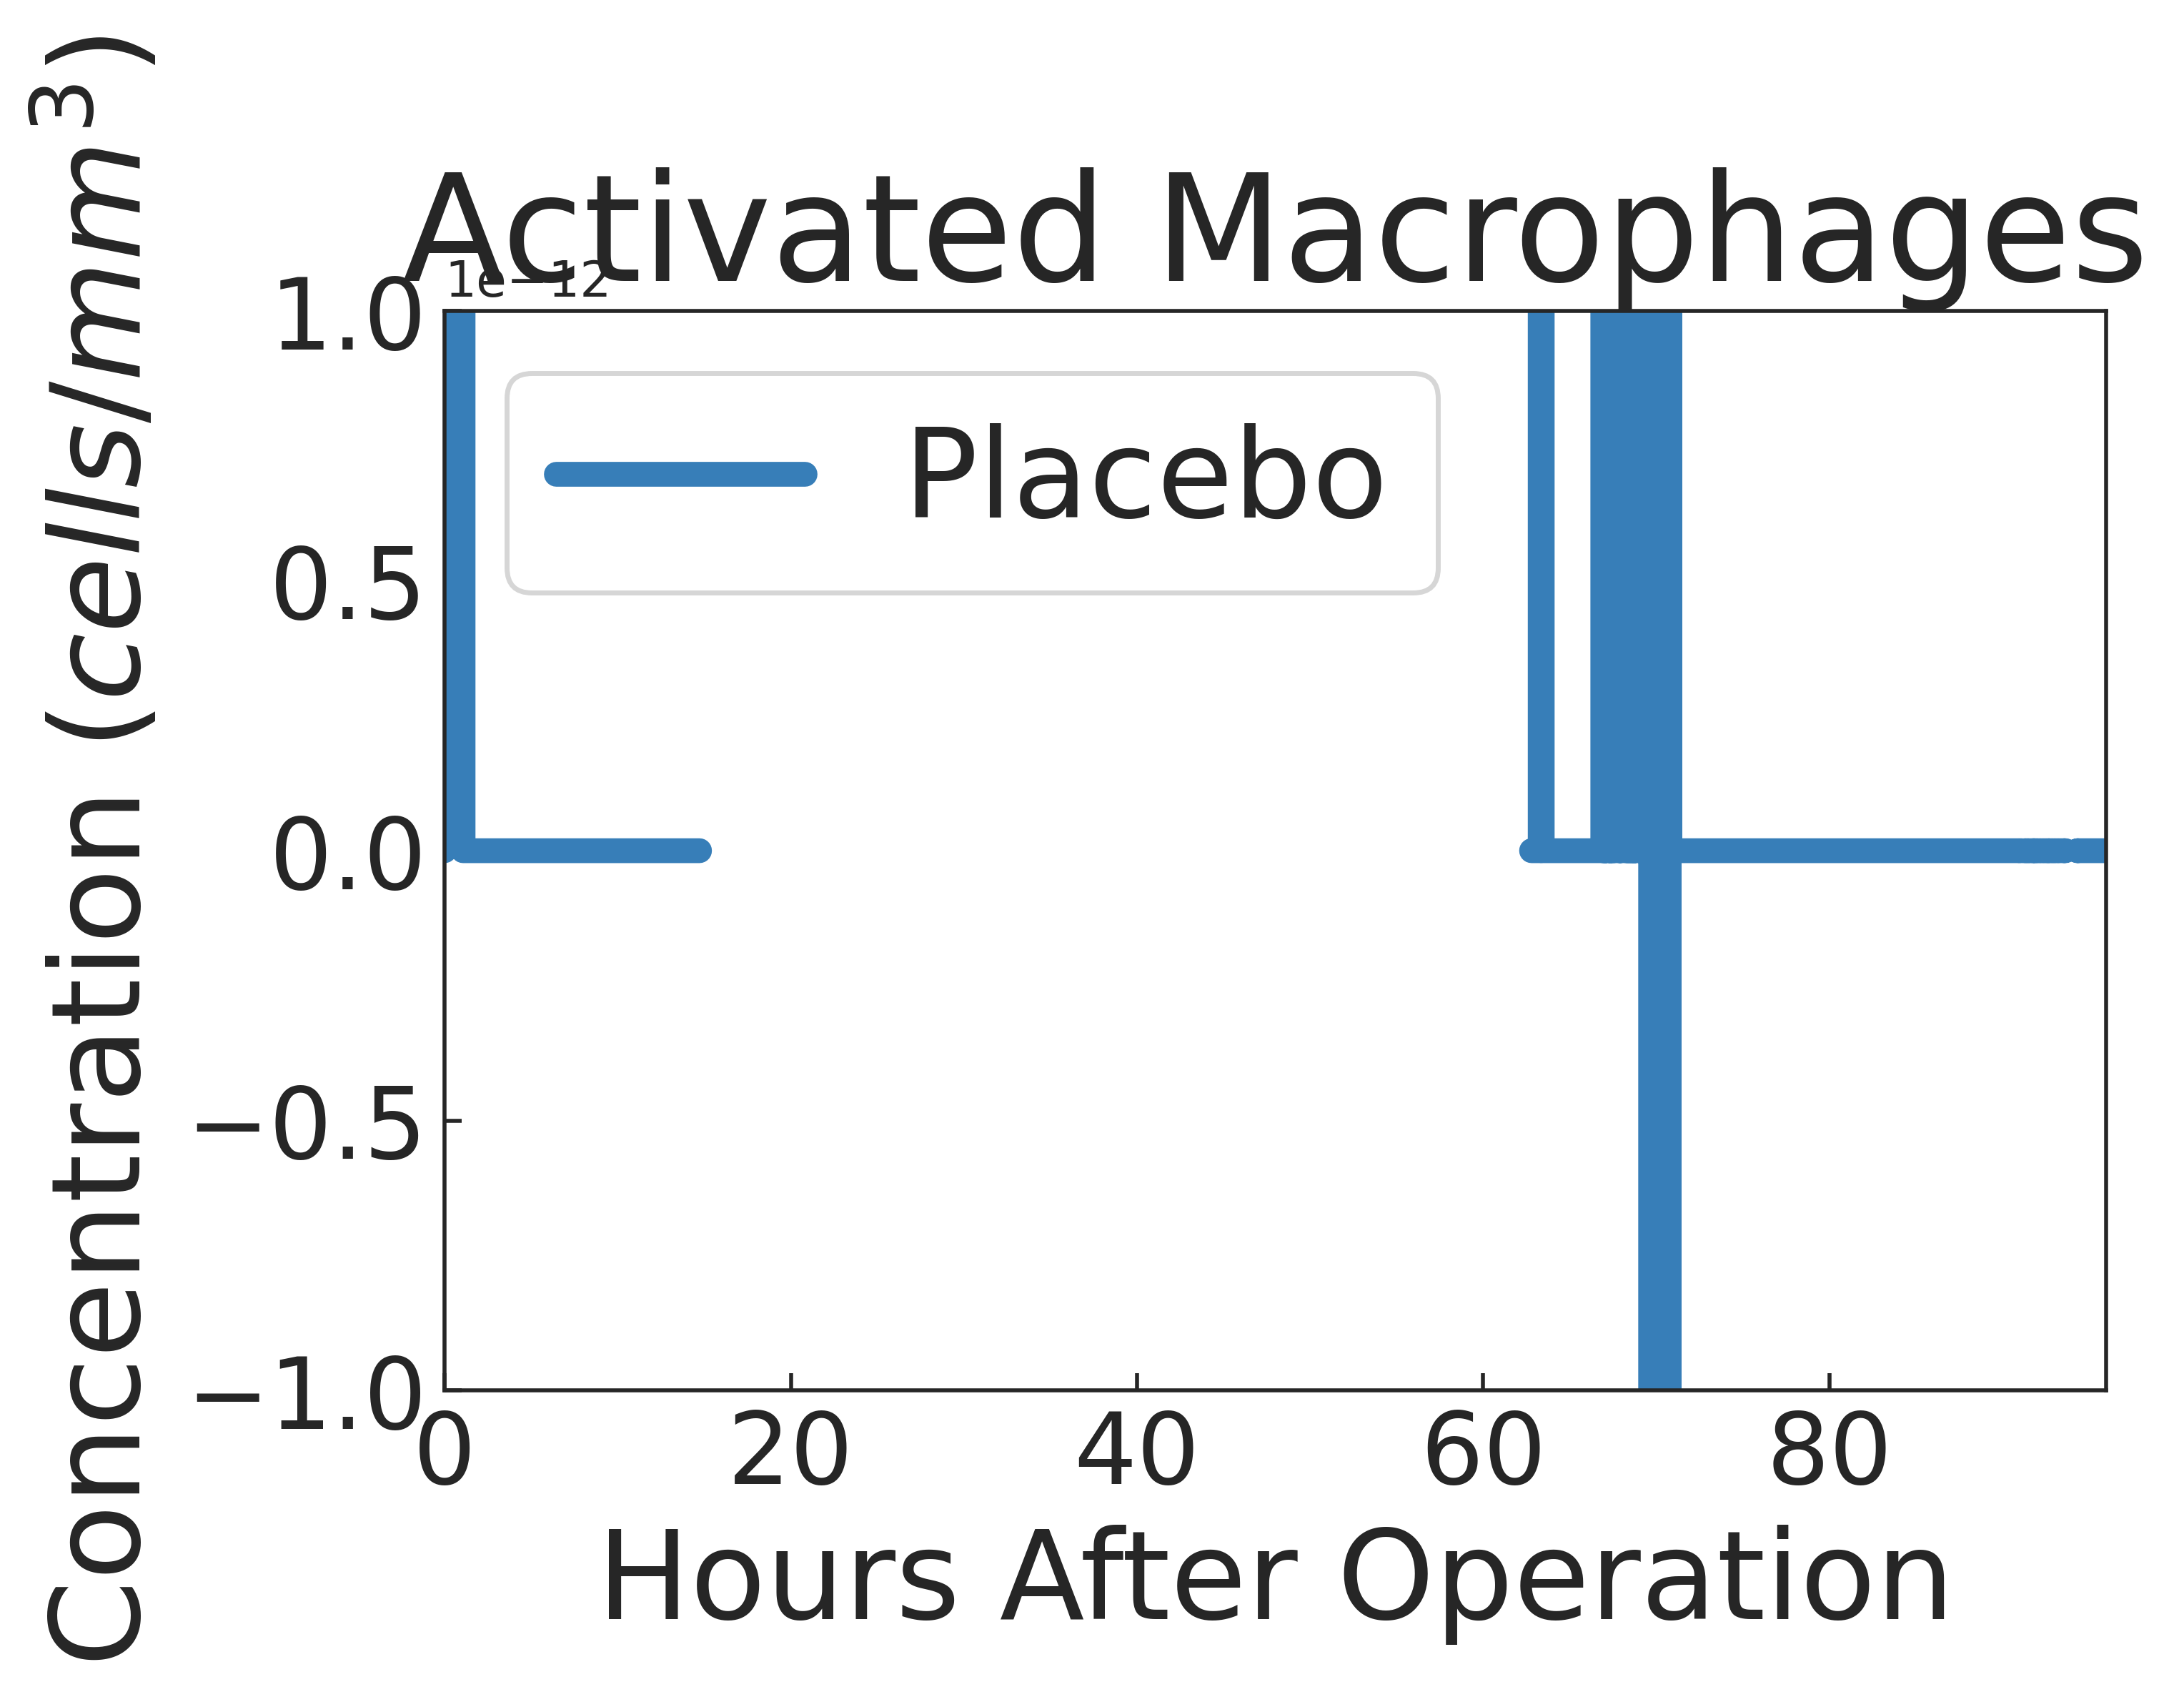 Activated Macrophages
1e−12
Concentration (cells/mm³)
1.0
0.5
0.0
−0.5
−1.0
Placebo
0 20 40 60 80
Hours After Operation